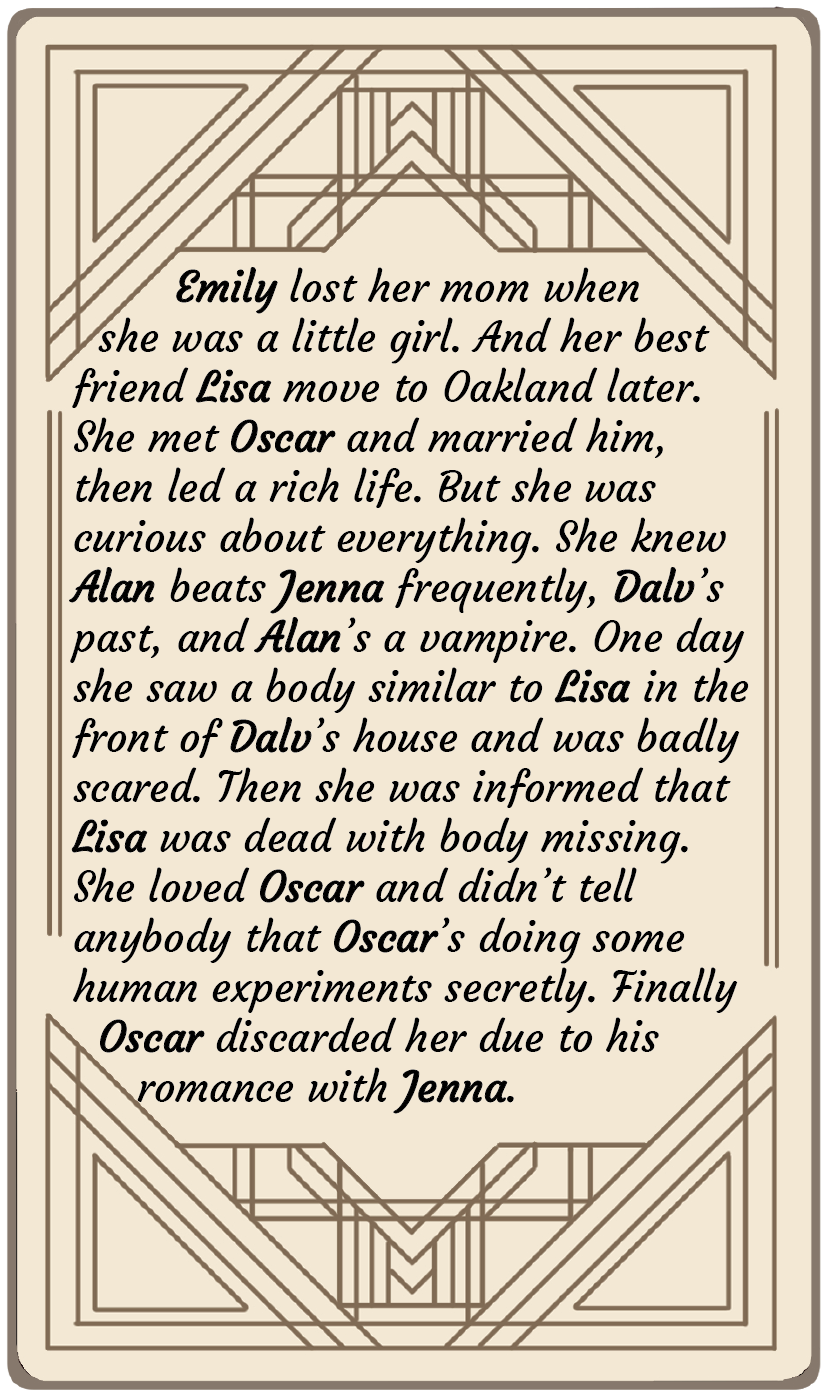 Emily lost her mom when
she was a little girl. And her best
friend Lisa move to Oakland later.
She met Oscar and married him,
then led a rich life. But she was
curious about everything. She knew
Alan beats Jenna frequently, Dalv’s
past, and Alan’s a vampire. One day
she saw a body similar to Lisa in the
front of Dalv’s house and was badly
scared. Then she was informed that
Lisa was dead with body missing.
She loved Oscar and didn’t tell
anybody that Oscar’s doing some
human experiments secretly. Finally
Oscar discarded her due to his
romance with Jenna.